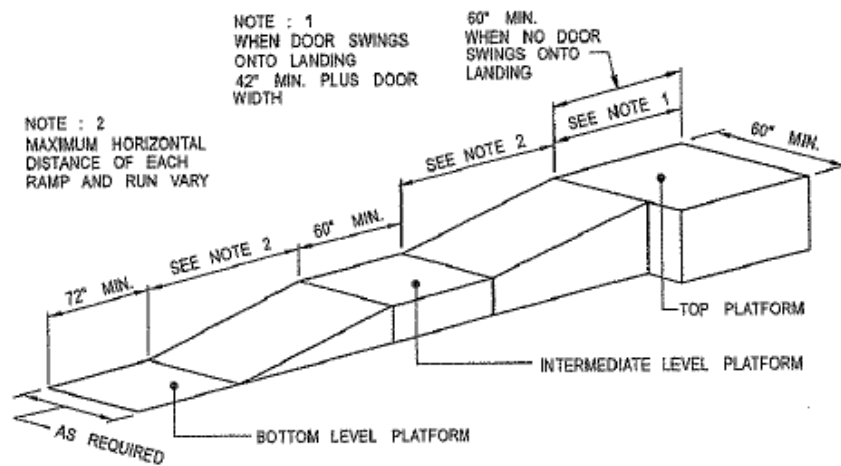 NOTE : 1
WHEN DOOR SWINGS
ONTO LANDING
42" MIN. PLUS DOOR
WIDTH
60" MIN.
WHEN NO DOOR
SWINGS ONTO
LANDING
NOTE : 2
MAXIMUM HORIZONTAL
DISTANCE OF EACH
RAMP AND RUN VARY
SEE NOTE 1
60" MIN.
SEE NOTE 2
60" MIN.
SEE NOTE 2
72" MIN.
TOP PLATFORM
INTERMEDIATE LEVEL PLATFORM
AS REQUIRED
BOTTOM LEVEL PLATFORM